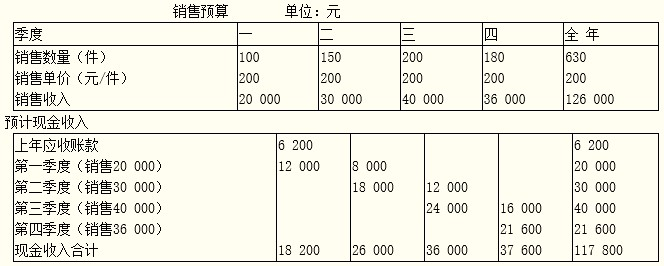 销售预算 单位：元
季度 一 二 三 四 全 年
销售数量（件） 100 150 200 180 630
销售单价（元/件） 200 200 200 200 200
销售收入 20 000 30 000 40 000 36 000 126 000
预计现金收入
上年应收账款 6 200 6 200
第一季度（销售20 000） 12 000 8 000 20 000
第二季度（销售30 000） 18 000 12 000 30 000
第三季度（销售40 000） 24 000 16 000 40 000
第四季度（销售36 000） 21 600 21 600
现金收入合计 18 200 26 000 36 000 37 600 117 800